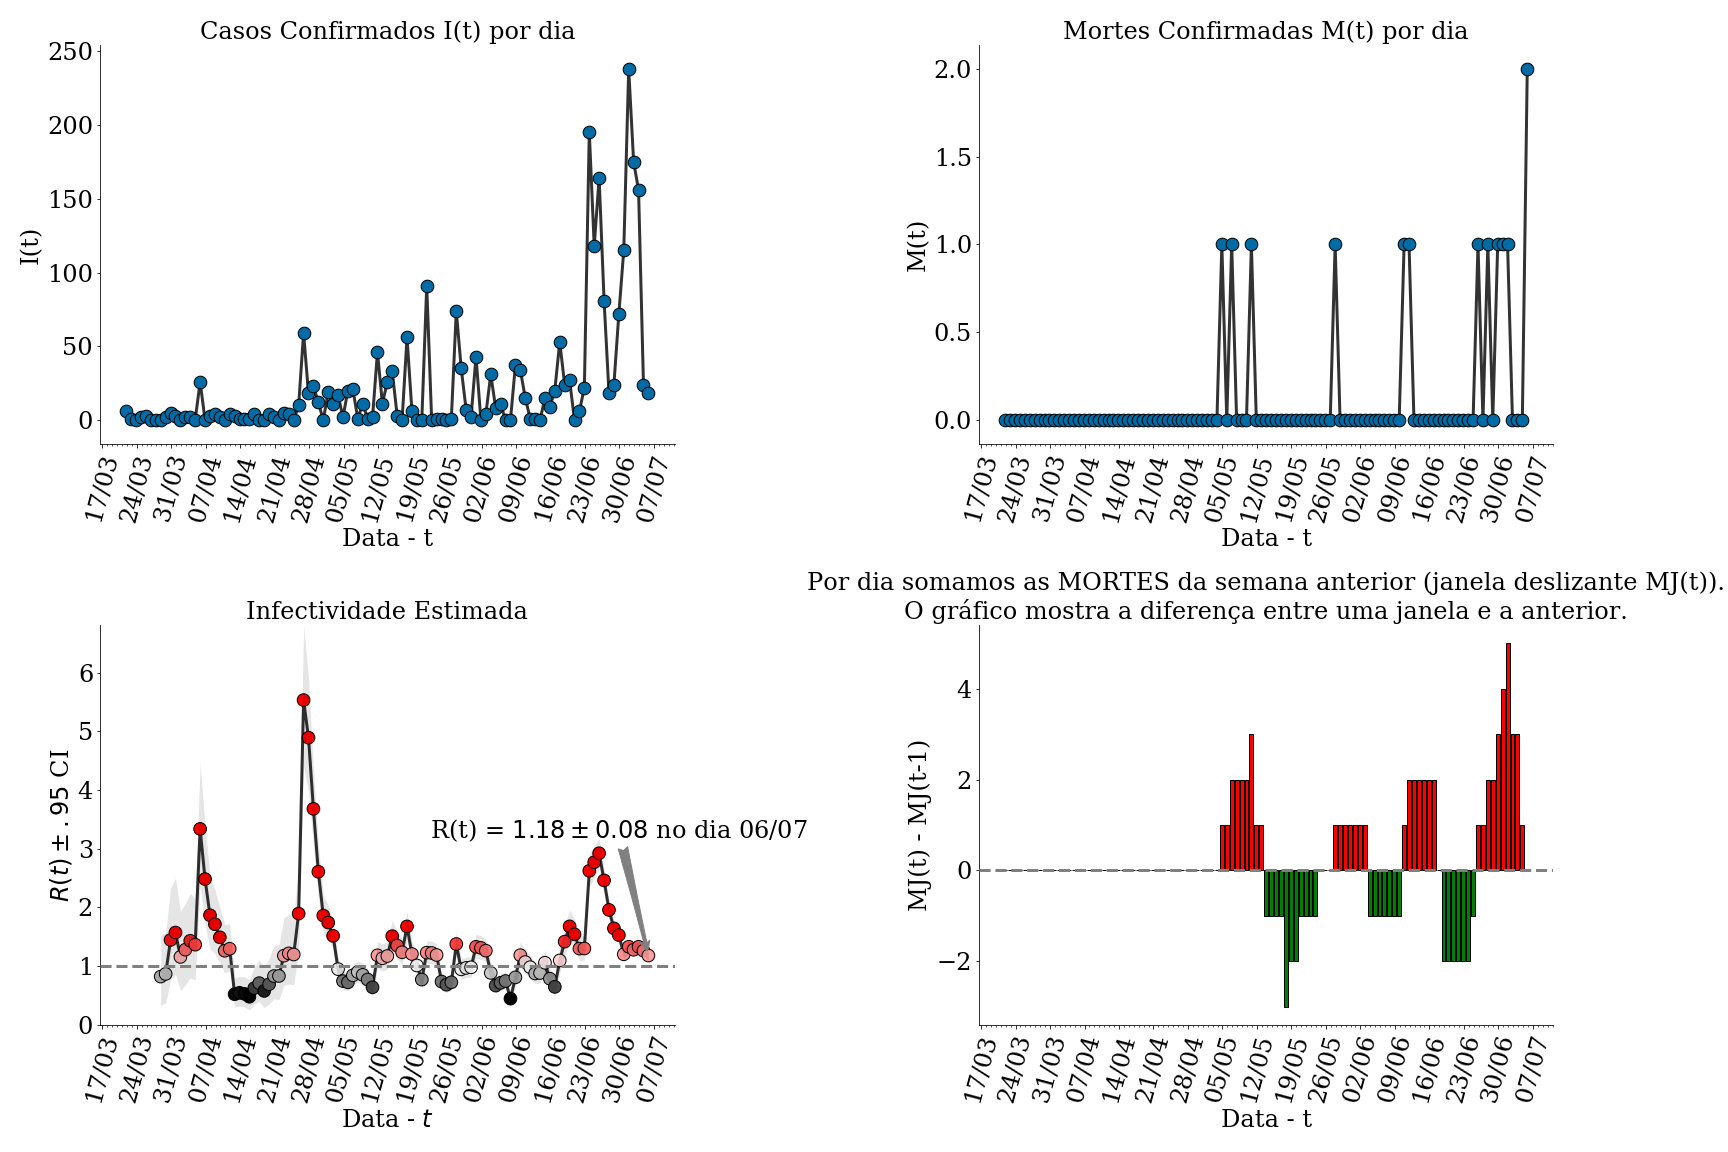 Casos Confirmados I(t) por dia
250
200
150
100
50
0
I(t)
17/03 24/03 31/03 07/04 14/04 21/04 28/04 05/05 12/05 19/05 26/05 02/06 09/06 16/06 23/06 30/06 07/07
Data - t
Mortes Confirmadas M(t) por dia
2.0
1.5
1.0
0.5
0.0
M(t)
17/03 24/03 31/03 07/04 14/04 21/04 28/04 05/05 12/05 19/05 26/05 02/06 09/06 16/06 23/06 30/06 07/07
Data - t
Infectividade Estimada
6
5
4
3
2
1
0
R(t) ± .95 CI
R(t) = 1.18 ± 0.08 no dia 06/07
17/03 24/03 31/03 07/04 14/04 21/04 28/04 05/05 12/05 19/05 26/05 02/06 09/06 16/06 23/06 30/06 07/07
Data - t
Por dia somamos as MORTES da semana anterior (janela deslizante MJ(t)).
O gráfico mostra a diferença entre uma janela e a anterior.
4
2
0
−2
MJ(t) - MJ(t-1)
17/03 24/03 31/03 07/04 14/04 21/04 28/04 05/05 12/05 19/05 26/05 02/06 09/06 16/06 23/06 30/06 07/07
Data - t